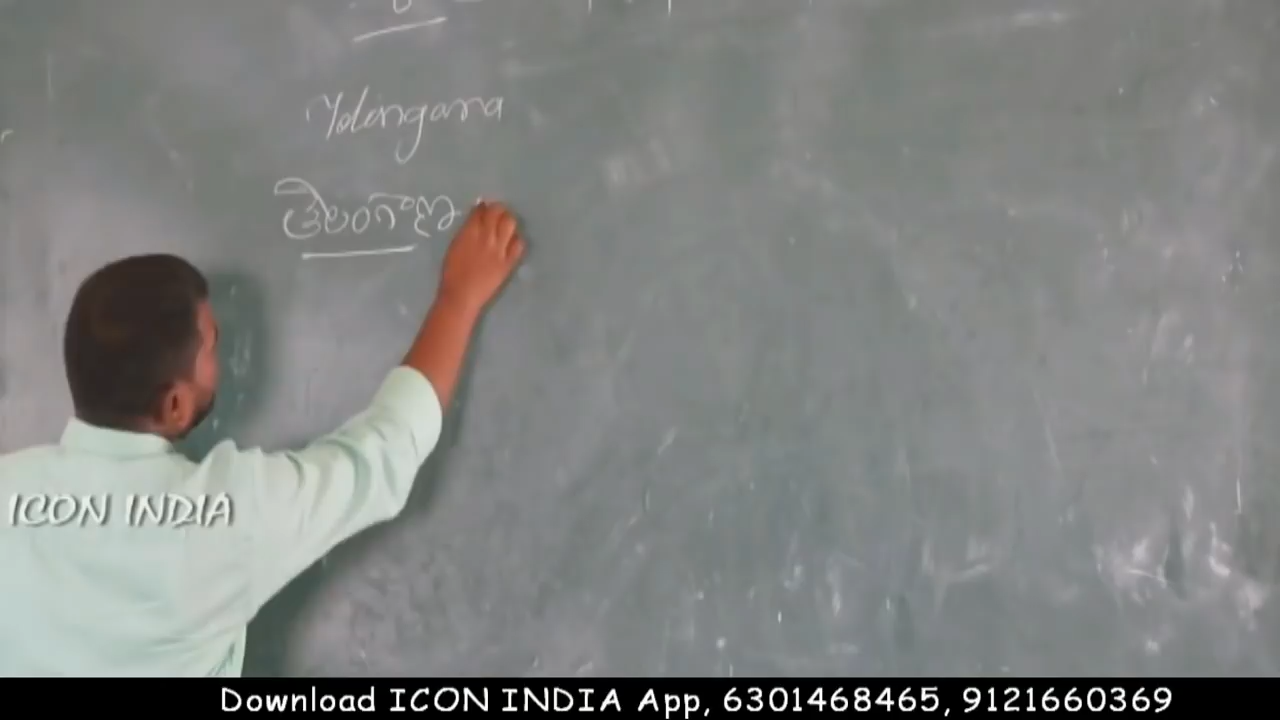 Telangana
తెలంగాణ
ICON INDIA
Download ICON INDIA App, 6301468465, 9121660369